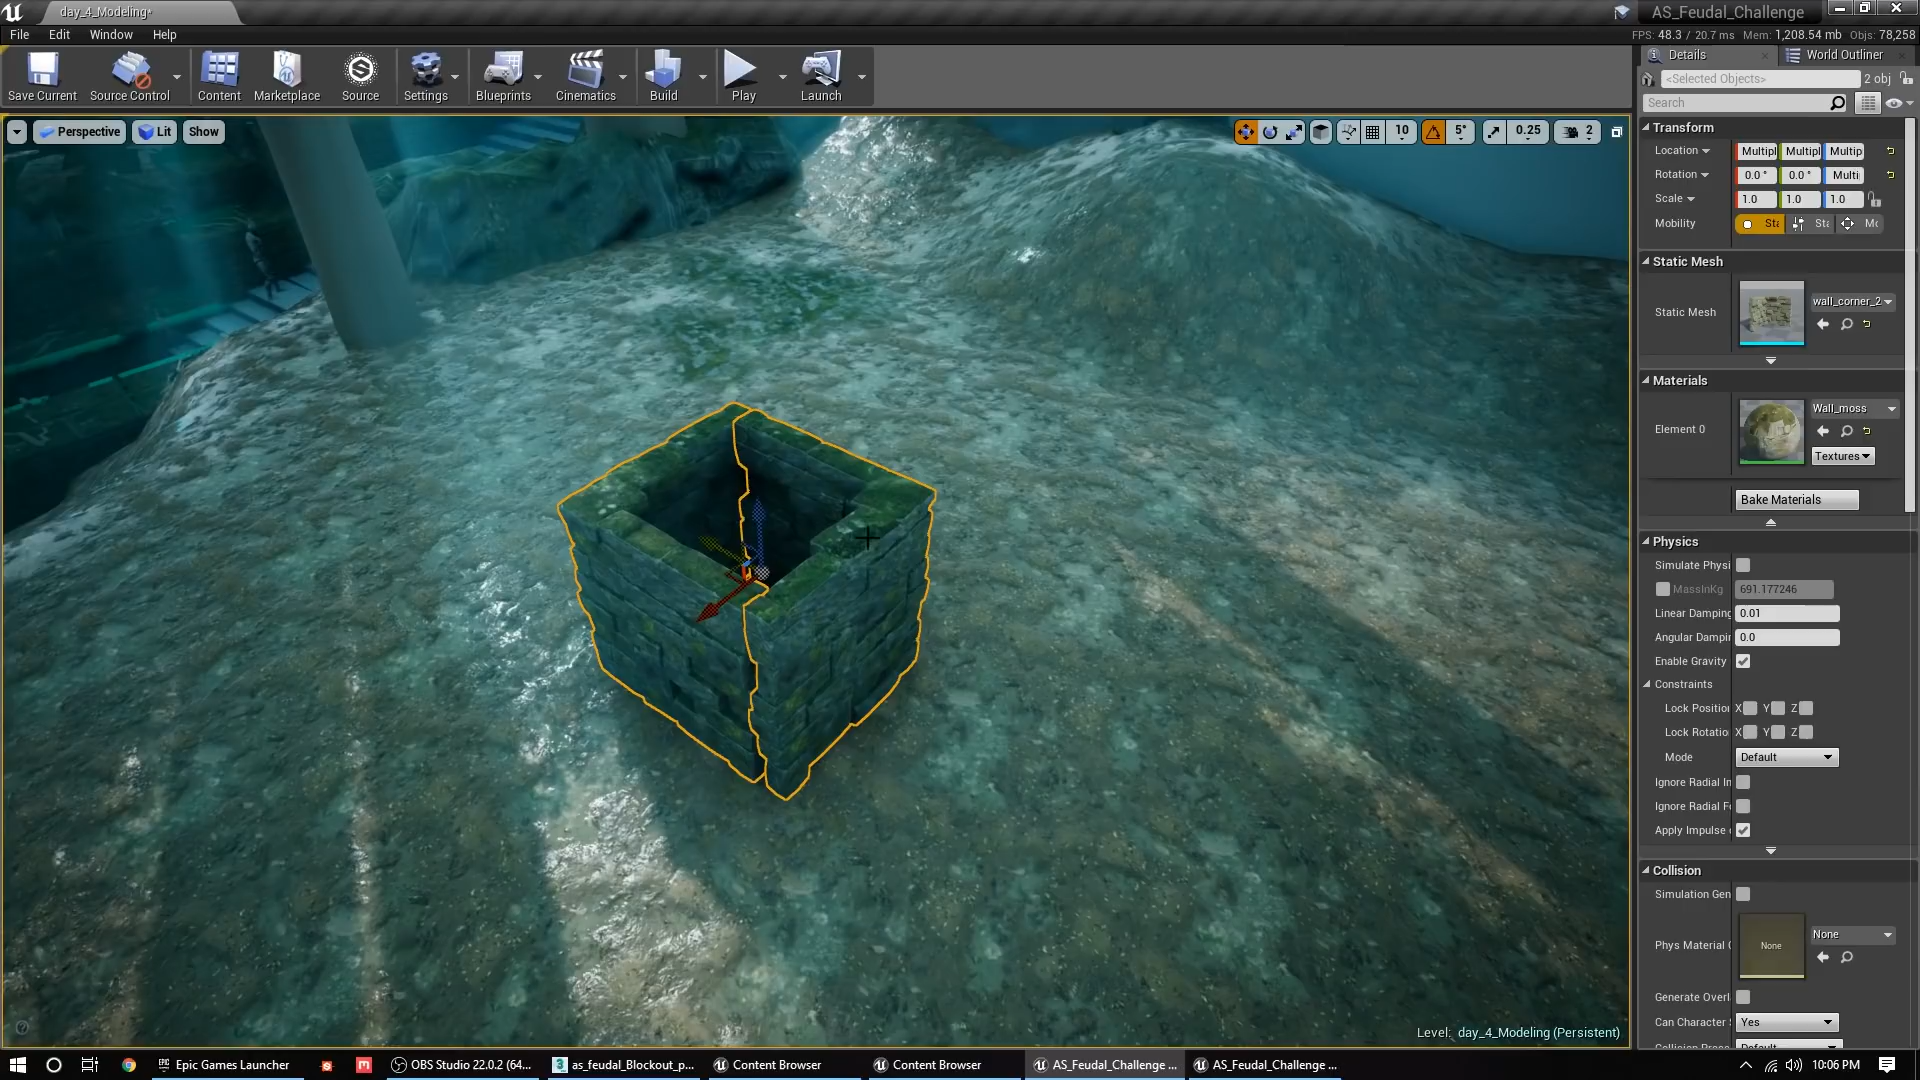 day_4_Modeling•
AS_Feudal_Challenge
File Edit Window Help
FPS: 48.3 / 20.7 ms Mem: 1,208.54 mb Objs: 78,258
Save Current
Source Control
Content
Marketplace
Source
Settings
Blueprints
Cinematics
Build
Play
Launch
Details
World Outliner
<Selected Objects> 2 obj
Search
Perspective Lit Show
10 5° 0.25 2
Transform
Location Multipl Multipl Multip
Rotation 0.0 ° 0.0 ° Multi
Scale 1.0 1.0 1.0
Mobility Sta Sta Mo
Static Mesh
Static Mesh wall_corner_2
Materials
Element 0 Wall_moss
Textures
Bake Materials
Physics
Simulate Physi
MassInKg 691.177246
Linear Damping 0.01
Angular Dampin 0.0
Enable Gravity
Constraints
Lock Position X Y Z
Lock Rotatio X Y Z
Mode Default
Ignore Radial In
Ignore Radial Fo
Apply Impulse
Collision
Simulation Gen
Phys Material None None
Generate Overl
Can Character Yes
Default
Level: day_4_Modeling (Persistent)
Epic Games Launcher
OBS Studio 22.0.2 (64...
as_feudal_Blockout_p...
Content Browser
Content Browser
AS_Feudal_Challenge ...
AS_Feudal_Challenge ...
10:06 PM